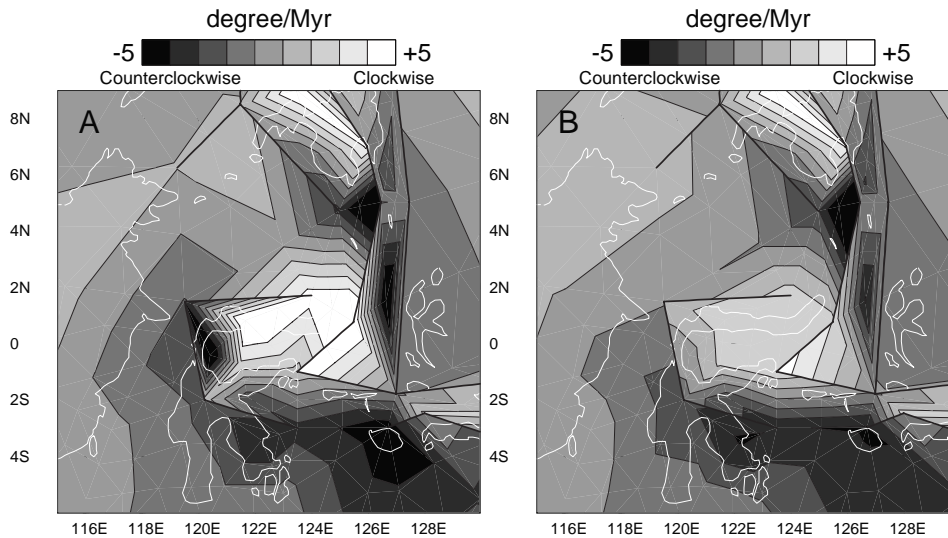 degree/Myr
-5 +5
Counterclockwise Clockwise
A
8N
6N
4N
2N
0
2S
4S
116E 118E 120E 122E 124E 126E 128E
degree/Myr
-5 +5
Counterclockwise Clockwise
B
8N
6N
4N
2N
0
2S
4S
116E 118E 120E 122E 124E 126E 128E